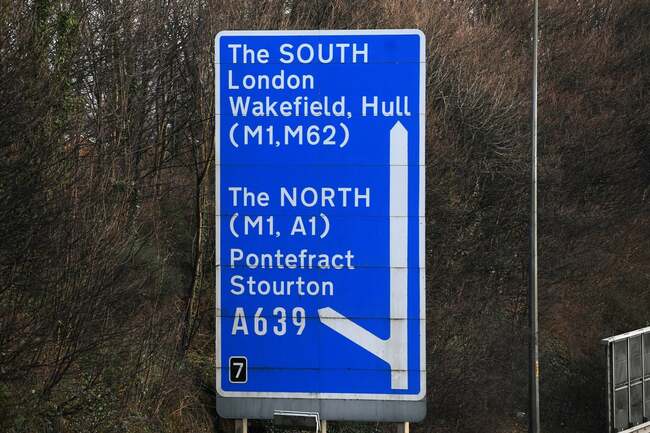 The SOUTH
London
Wakefield, Hull
(M1,M62)
The NORTH
(M1, A1)
Pontefract
Stourton
A639
7